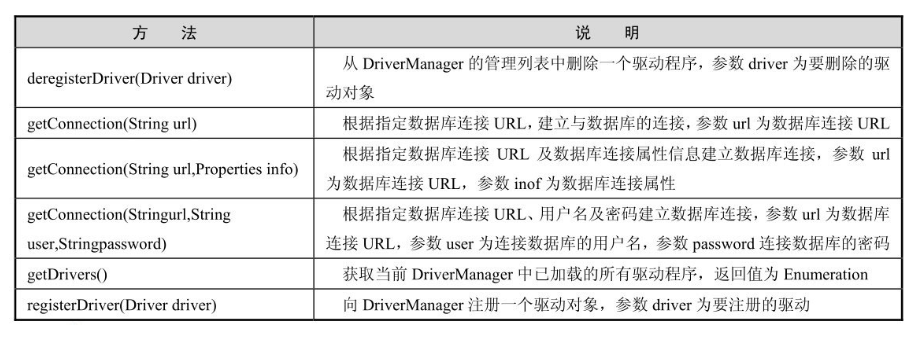 方 法 说 明
deregisterDriver(Driver driver)
从 DriverManager 的管理列表中删除一个驱动程序，参数 driver 为要删除的驱
动对象
getConnection(String url)
根据指定数据库连接 URL，建立与数据库的连接，参数 url 为数据库连接 URL
getConnection(String url,Properties info)
根据指定数据库连接 URL 及数据库连接属性信息建立数据库连接，参数 url
为数据库连接 URL，参数 inof 为数据库连接属性
getConnection(Stringurl,String
user,Stringpassword)
根据指定数据库连接 URL、用户名及密码建立数据库连接，参数 url 为数据库
连接 URL，参数 user 为连接数据库的用户名，参数 password 连接数据库的密码
getDrivers()
获取当前 DriverManager 中已加载的所有驱动程序，返回值为 Enumeration
registerDriver(Driver driver)
向 DriverManager 注册一个驱动对象，参数 driver 为要注册的驱动